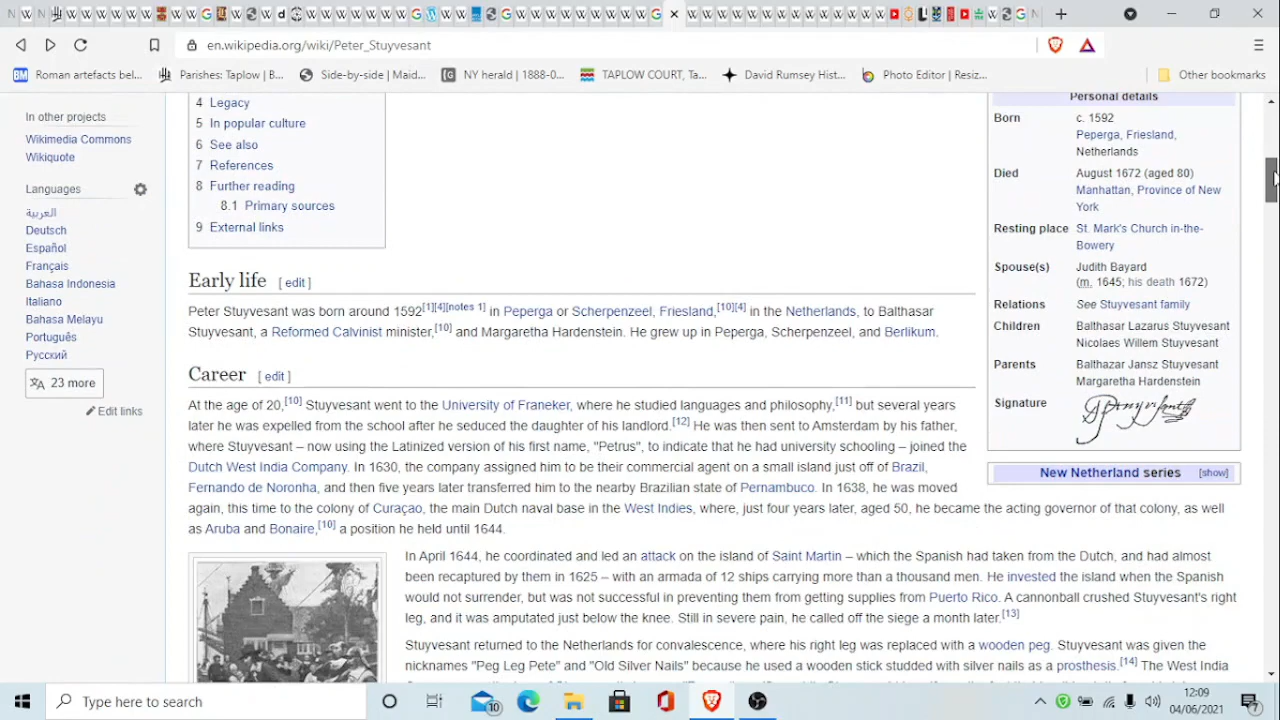 en.wikipedia.org/wiki/Peter_Stuyvesant
Roman artefacts bel...
Parishes: Taplow | B...
Side-by-side | Maid...
NY herald | 1888-0...
TAPLOW COURT, Ta...
David Rumsey Hist...
Photo Editor | Resiz...
Other bookmarks
In other projects
Wikimedia Commons
Wikiquote
Languages
العربية
Deutsch
Español
Français
Bahasa Indonesia
Italiano
Bahasa Melayu
Português
Русский
23 more
Edit links
4 Legacy
5 In popular culture
6 See also
7 References
8 Further reading
8.1 Primary sources
9 External links
Early life [ edit ]
Peter Stuyvesant was born around 1592[1][4][notes 1] in Peperga or Scherpenzeel, Friesland,[10][4] in the Netherlands, to Balthasar
Stuyvesant, a Reformed Calvinist minister,[10] and Margaretha Hardenstein. He grew up in Peperga, Scherpenzeel, and Berlikum.
Career [ edit ]
At the age of 20,[10] Stuyvesant went to the University of Franeker, where he studied languages and philosophy,[11] but several years
later he was expelled from the school after he seduced the daughter of his landlord.[12] He was then sent to Amsterdam by his father,
where Stuyvesant – now using the Latinized version of his first name, "Petrus", to indicate that he had university schooling – joined the
Dutch West India Company. In 1630, the company assigned him to be their commercial agent on a small island just off of Brazil,
Fernando de Noronha, and then five years later transferred him to the nearby Brazilian state of Pernambuco. In 1638, he was moved
again, this time to the colony of Curaçao, the main Dutch naval base in the West Indies, where, just four years later, aged 50, he became the acting governor of that colony, as well
as Aruba and Bonaire,[10] a position he held until 1644.
In April 1644, he coordinated and led an attack on the island of Saint Martin – which the Spanish had taken from the Dutch, and had almost
been recaptured by them in 1625 – with an armada of 12 ships carrying more than a thousand men. He invested the island when the Spanish
would not surrender, but was not successful in preventing them from getting supplies from Puerto Rico. A cannonball crushed Stuyvesant's right
leg, and it was amputated just below the knee. Still in severe pain, he called off the siege a month later.[13]
Stuyvesant returned to the Netherlands for convalescence, where his right leg was replaced with a wooden peg. Stuyvesant was given the
nicknames "Peg Leg Pete" and "Old Silver Nails" because he used a wooden stick studded with silver nails as a prosthesis.[14] The West India
Personal details
Born c. 1592
Peperga, Friesland,
Netherlands
Died August 1672 (aged 80)
Manhattan, Province of New
York
Resting place St. Mark's Church in-the-
Bowery
Spouse(s) Judith Bayard
(m. 1645; his death 1672)
Relations See Stuyvesant family
Children Balthasar Lazarus Stuyvesant
Nicolaes Willem Stuyvesant
Parents Balthazar Jansz Stuyvesant
Margaretha Hardenstein
Signature
New Netherland series [show]
Type here to search
10
12:09
04/06/2021
7